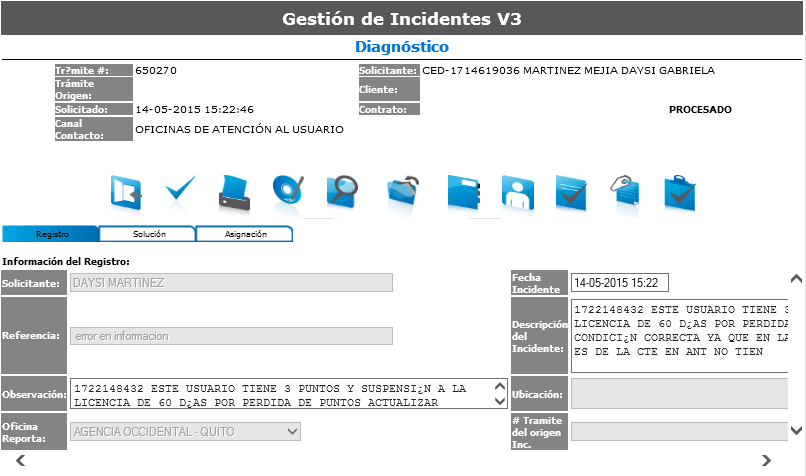 Gestión de Incidentes V3
Diagnóstico
Tr?mite #: 650270 Solicitante: CED-1714619036 MARTINEZ MEJIA DAYSI GABRIELA
Trámite Origen: Cliente:
Solicitado: 14-05-2015 15:22:46 Contrato: PROCESADO
Canal Contacto: OFICINAS DE ATENCIÓN AL USUARIO
Registro Solución Asignación
Información del Registro:
Solicitante: DAYSI MARTINEZ
Fecha Incidente 14-05-2015 15:22
Referencia: error en informacion
Descripción del Incidente:
1722148432 ESTE USUARIO TIENE 3
LICENCIA DE 60 D¿AS POR PERDIDA
CONDICI¿N CORRECTA YA QUE EN LA
ES DE LA CTE EN ANT NO TIEN
Observación:
1722148432 ESTE USUARIO TIENE 3 PUNTOS Y SUSPENSI¿N A LA
LICENCIA DE 60 D¿AS POR PERDIDA DE PUNTOS ACTUALIZAR
Ubicación:
Oficina Reporta: AGENCIA OCCIDENTAL - QUITO
# Tramite del origen Inc.